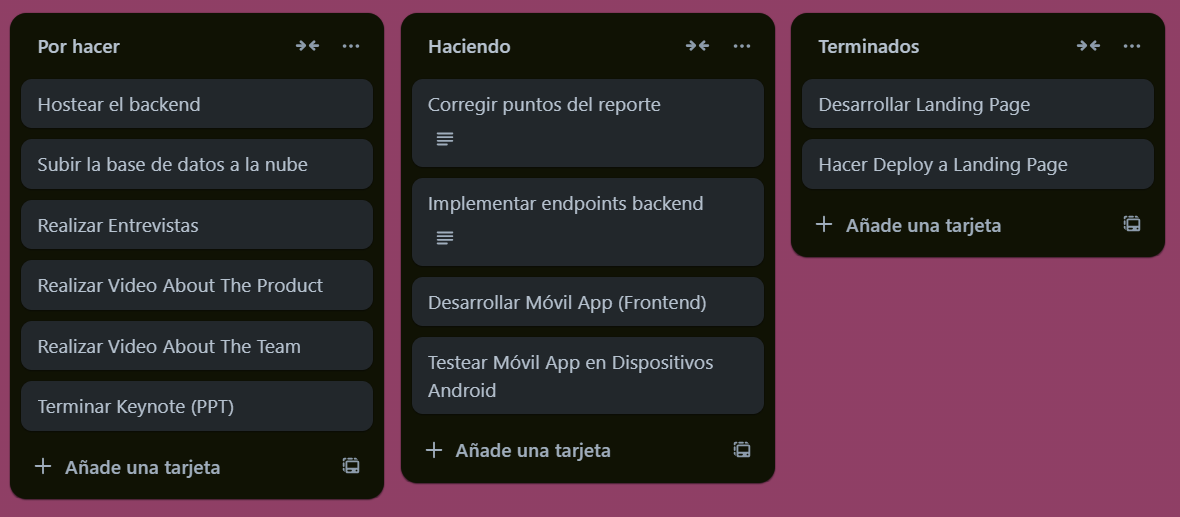 Por hacer
Hostear el backend
Subir la base de datos a la nube
Realizar Entrevistas
Realizar Video About The Product
Realizar Video About The Team
Terminar Keynote (PPT)
Añade una tarjeta
Haciendo
Corregir puntos del reporte
Implementar endpoints backend
Desarrollar Móvil App (Frontend)
Testear Móvil App en Dispositivos
Android
Añade una tarjeta
Terminados
Desarrollar Landing Page
Hacer Deploy a Landing Page
Añade una tarjeta